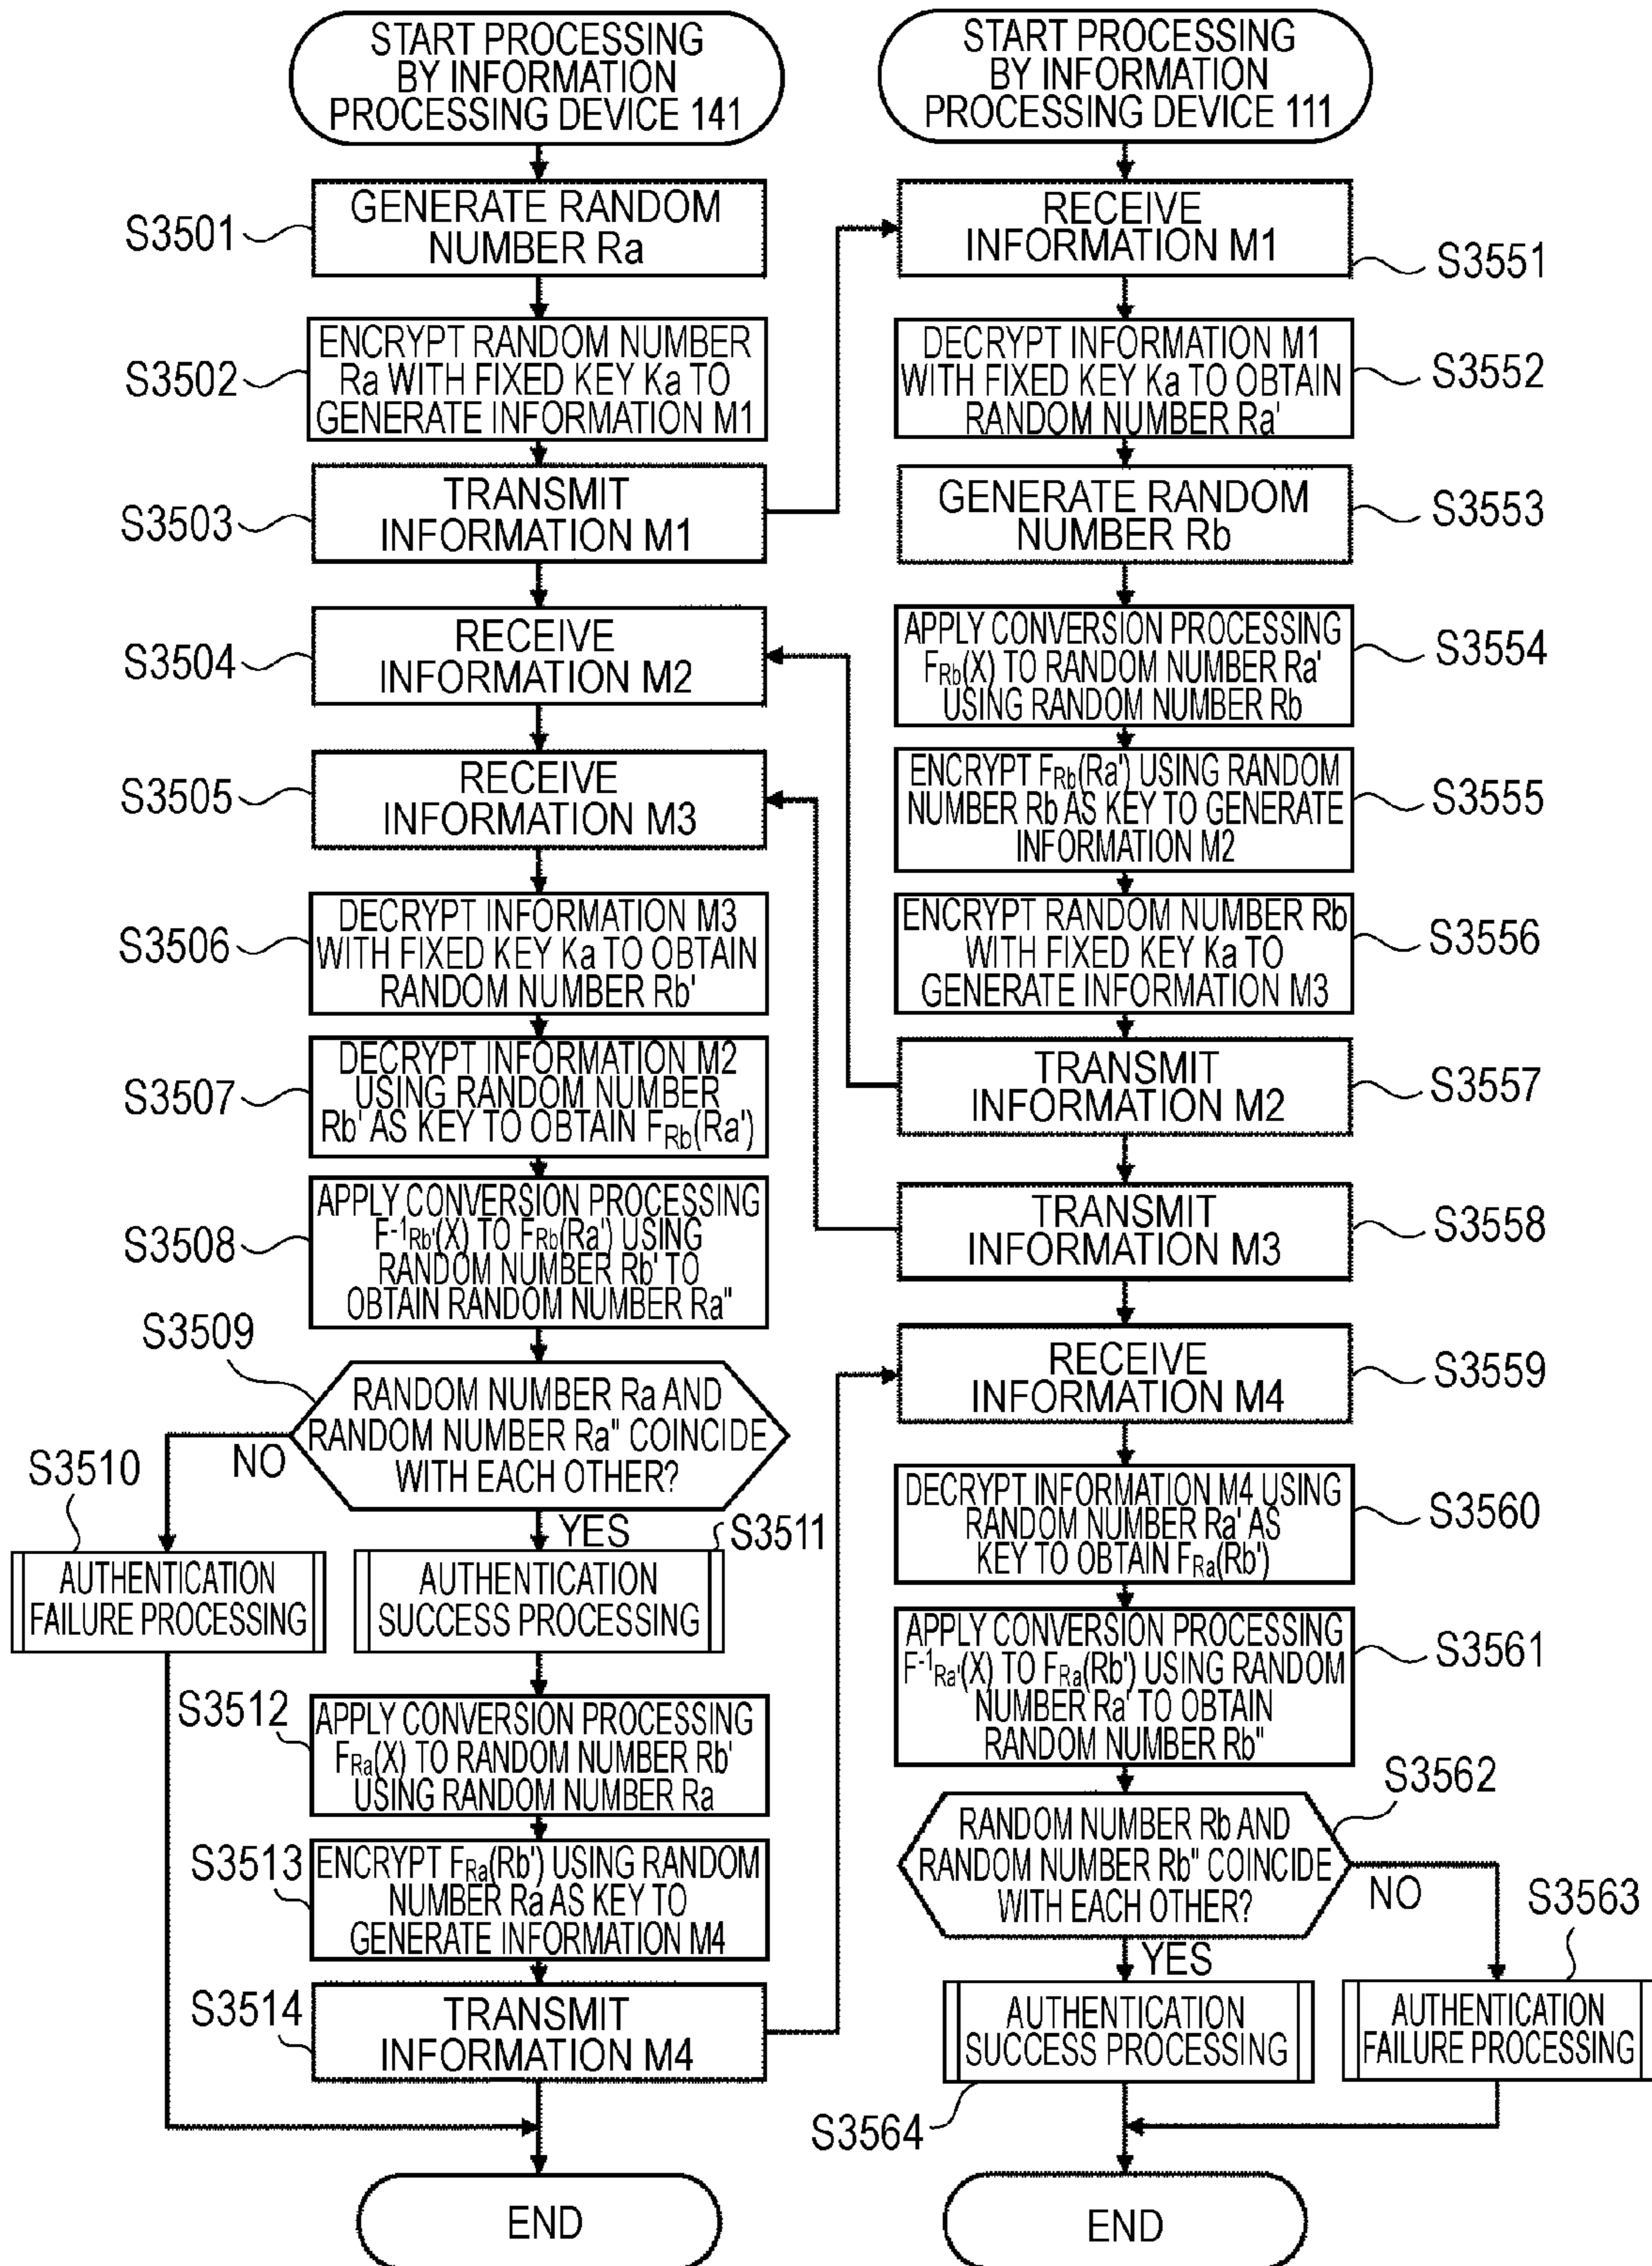 START PROCESSING
BY INFORMATION
PROCESSING DEVICE 141
S3501
GENERATE RANDOM
NUMBER Ra
S3502
ENCRYPT RANDOM NUMBER
Ra WITH FIXED KEY Ka TO
GENERATE INFORMATION M1
S3503
TRANSMIT
INFORMATION M1
S3504
RECEIVE
INFORMATION M2
S3505
RECEIVE
INFORMATION M3
S3506
DECRYPT INFORMATION M3
WITH FIXED KEY Ka TO OBTAIN
RANDOM NUMBER Rb'
S3507
DECRYPT INFORMATION M2
USING RANDOM NUMBER
Rb' AS KEY TO OBTAIN FRb(Ra')
S3508
APPLY CONVERSION PROCESSING
F-1Rb'(X) TO FRb(Ra') USING
RANDOM NUMBER Rb' TO
OBTAIN RANDOM NUMBER Ra"
S3509
RANDOM NUMBER Ra AND
RANDOM NUMBER Ra" COINCIDE
WITH EACH OTHER?
NO
YES
S3510
AUTHENTICATION
FAILURE PROCESSING
S3511
AUTHENTICATION
SUCCESS PROCESSING
S3512
APPLY CONVERSION PROCESSING
FRa(X) TO RANDOM NUMBER Rb'
USING RANDOM NUMBER Ra
S3513
ENCRYPT FRa(Rb') USING RANDOM
NUMBER Ra AS KEY TO
GENERATE INFORMATION M4
S3514
TRANSMIT
INFORMATION M4
END
START PROCESSING
BY INFORMATION
PROCESSING DEVICE 111
RECEIVE
INFORMATION M1
S3551
DECRYPT INFORMATION M1
WITH FIXED KEY Ka TO OBTAIN
RANDOM NUMBER Ra'
S3552
GENERATE RANDOM
NUMBER Rb
S3553
APPLY CONVERSION PROCESSING
FRb(X) TO RANDOM NUMBER Ra'
USING RANDOM NUMBER Rb
S3554
ENCRYPT FRb(Ra') USING RANDOM
NUMBER Rb AS KEY TO GENERATE
INFORMATION M2
S3555
ENCRYPT RANDOM NUMBER Rb
WITH FIXED KEY Ka TO
GENERATE INFORMATION M3
S3556
TRANSMIT
INFORMATION M2
S3557
TRANSMIT
INFORMATION M3
S3558
RECEIVE
INFORMATION M4
S3559
DECRYPT INFORMATION M4 USING
RANDOM NUMBER Ra' AS
KEY TO OBTAIN FRa(Rb')
S3560
APPLY CONVERSION PROCESSING
F-1Ra'(X) TO FRa(Rb') USING RANDOM
NUMBER Ra' TO OBTAIN
RANDOM NUMBER Rb"
S3561
S3562
RANDOM NUMBER Rb AND
RANDOM NUMBER Rb" COINCIDE
WITH EACH OTHER?
NO
YES
S3563
AUTHENTICATION
FAILURE PROCESSING
AUTHENTICATION
SUCCESS PROCESSING
S3564
END